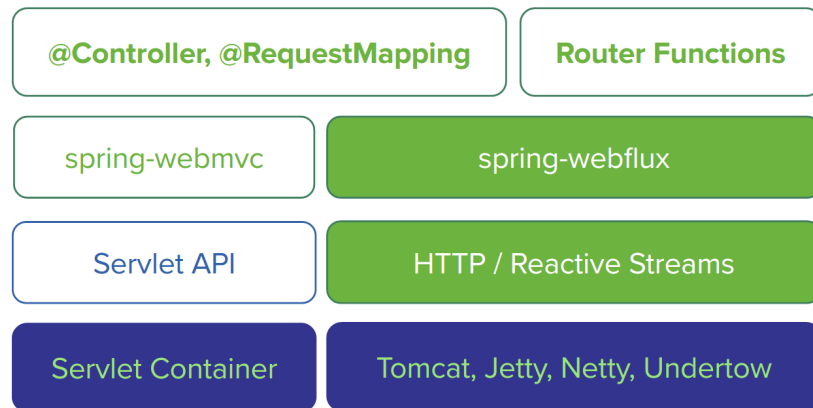 @Controller, @RequestMapping
Router Functions
spring-webmvc
spring-webflux
Servlet API
HTTP / Reactive Streams
Servlet Container
Tomcat, Jetty, Netty, Undertow